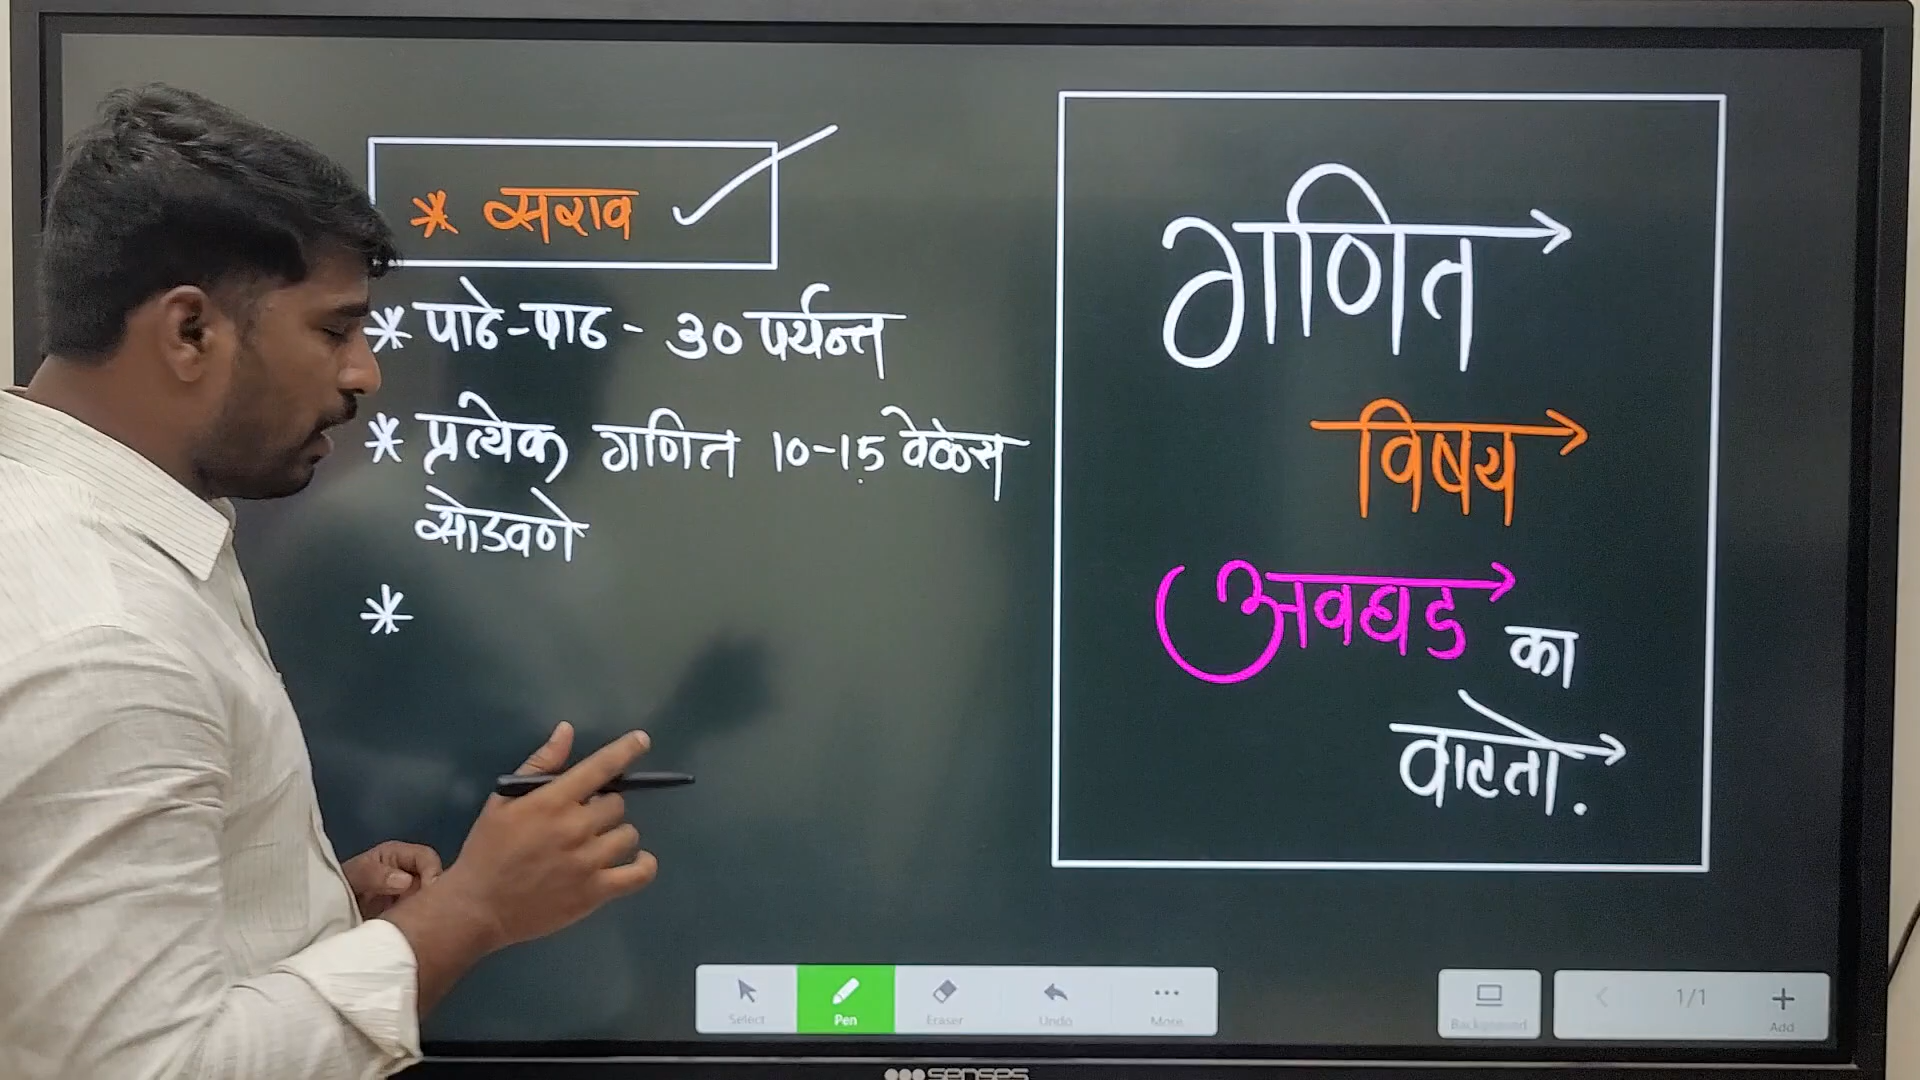 * सराव ✓
* पाढे-पाठ - 30 पर्यन्त
* प्रत्येक गणित 10-15 वेळेस
सोडवणे
*
गणित
विषय
अवघड का
वाटतो.
Select Pen Eraser Undo More
Background 1/1 Add
senses